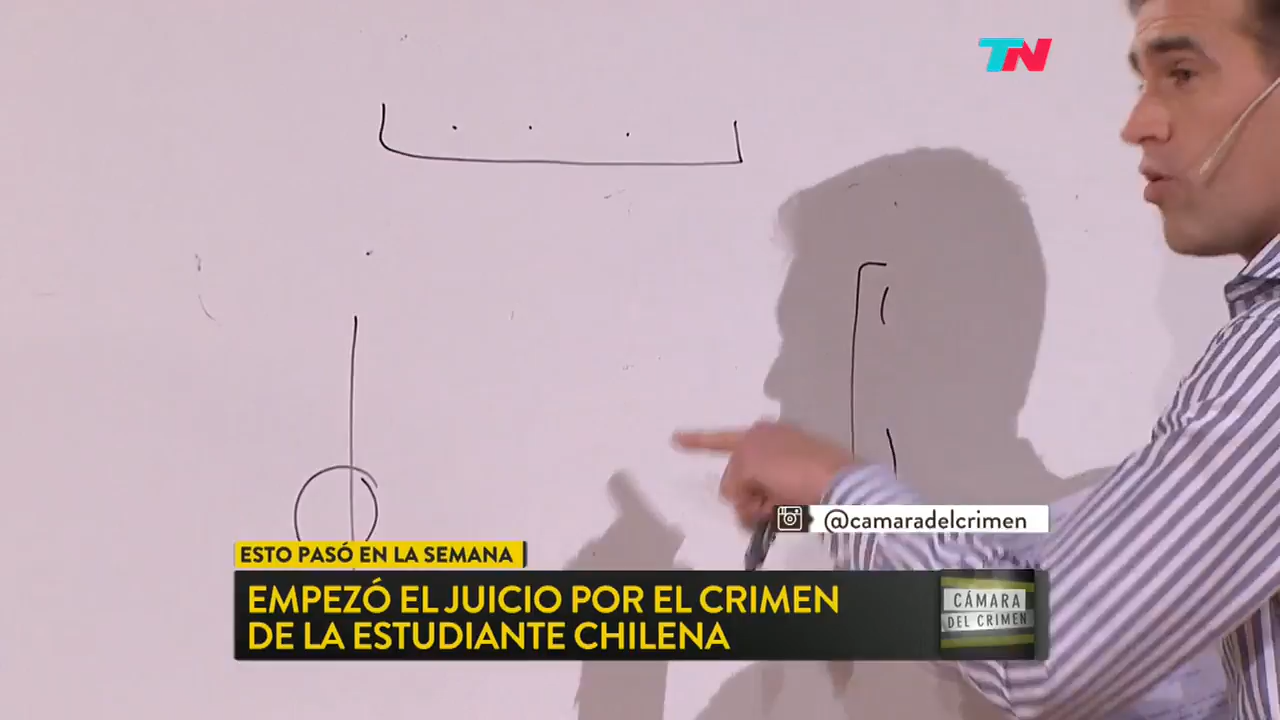 TN
@camaradelcrimen
ESTO PASÓ EN LA SEMANA
EMPEZÓ EL JUICIO POR EL CRIMEN
DE LA ESTUDIANTE CHILENA
CÁMARA
DEL CRIMEN